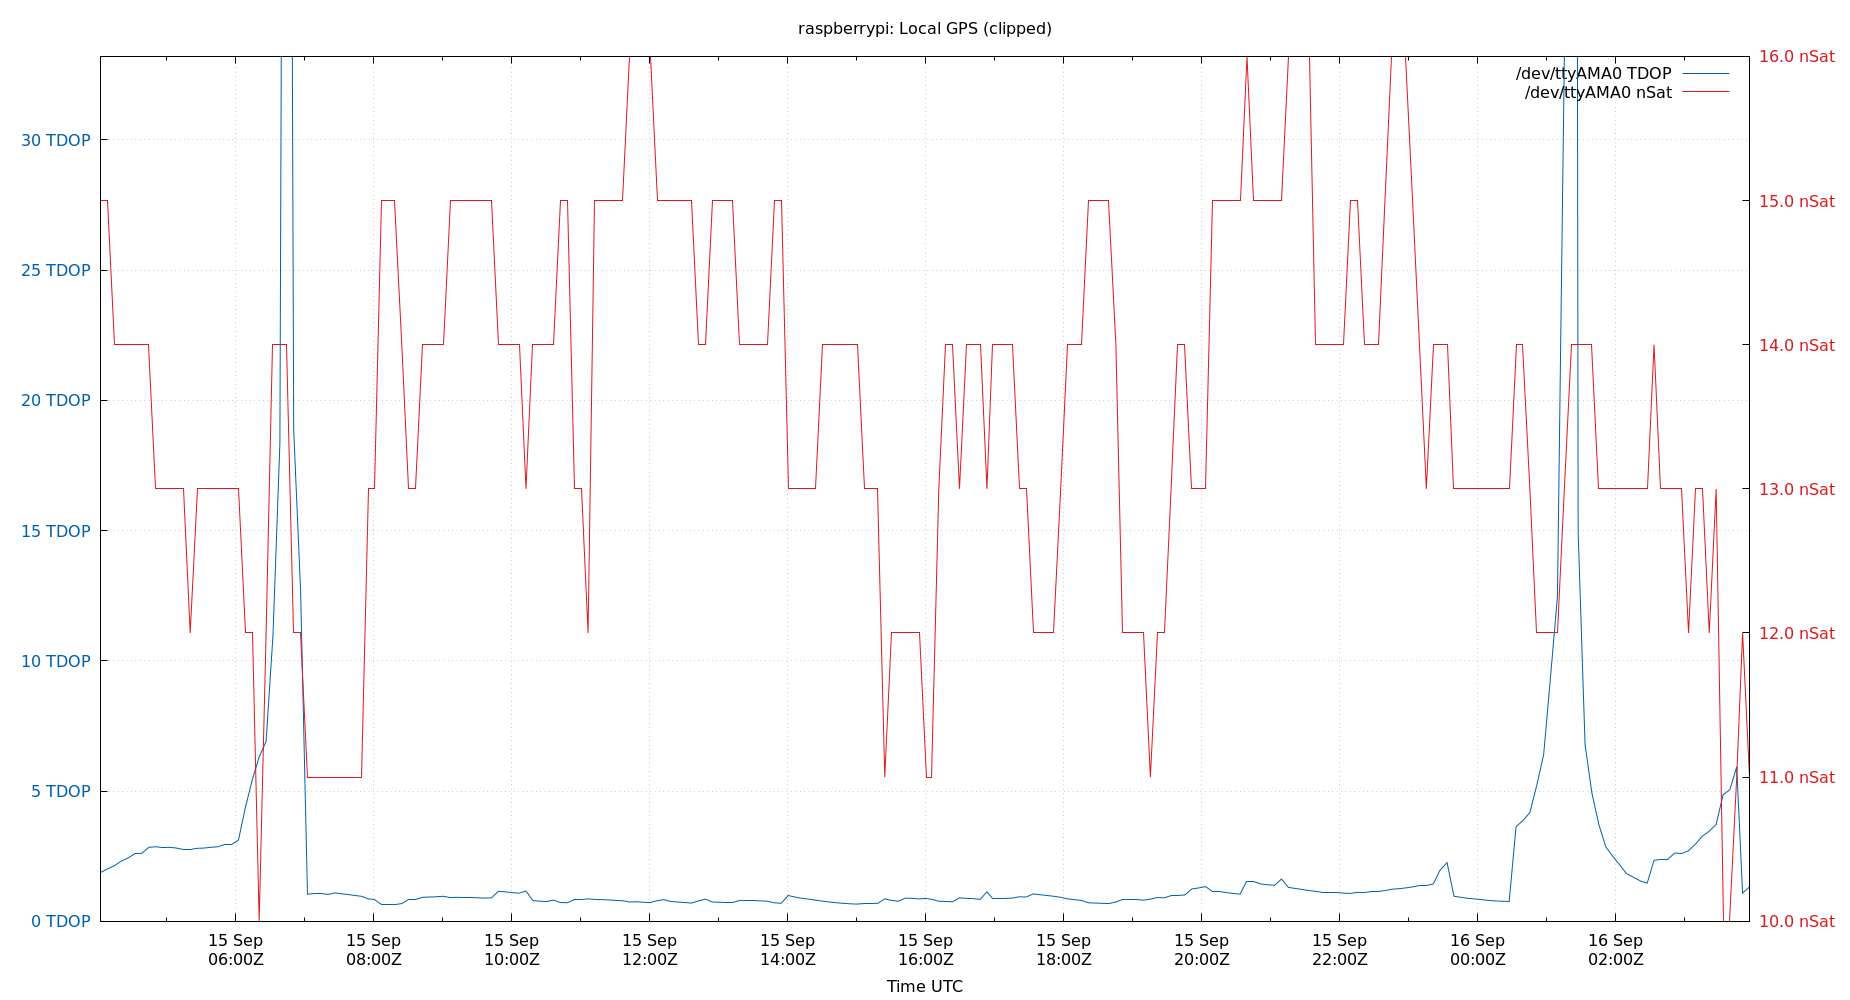 raspberrypi: Local GPS (clipped)
16.0 nSat
/dev/ttyAMA0 TDOP
/dev/ttyAMA0 nSat
30 TDOP
15.0 nSat
25 TDOP
14.0 nSat
20 TDOP
13.0 nSat
15 TDOP
12.0 nSat
10 TDOP
11.0 nSat
5 TDOP
0 TDOP
10.0 nSat
15 Sep 15 Sep 15 Sep 15 Sep 15 Sep 15 Sep 15 Sep 15 Sep 15 Sep 16 Sep 16 Sep
06:00Z 08:00Z 10:00Z 12:00Z 14:00Z 16:00Z 18:00Z 20:00Z 22:00Z 00:00Z 02:00Z
Time UTC